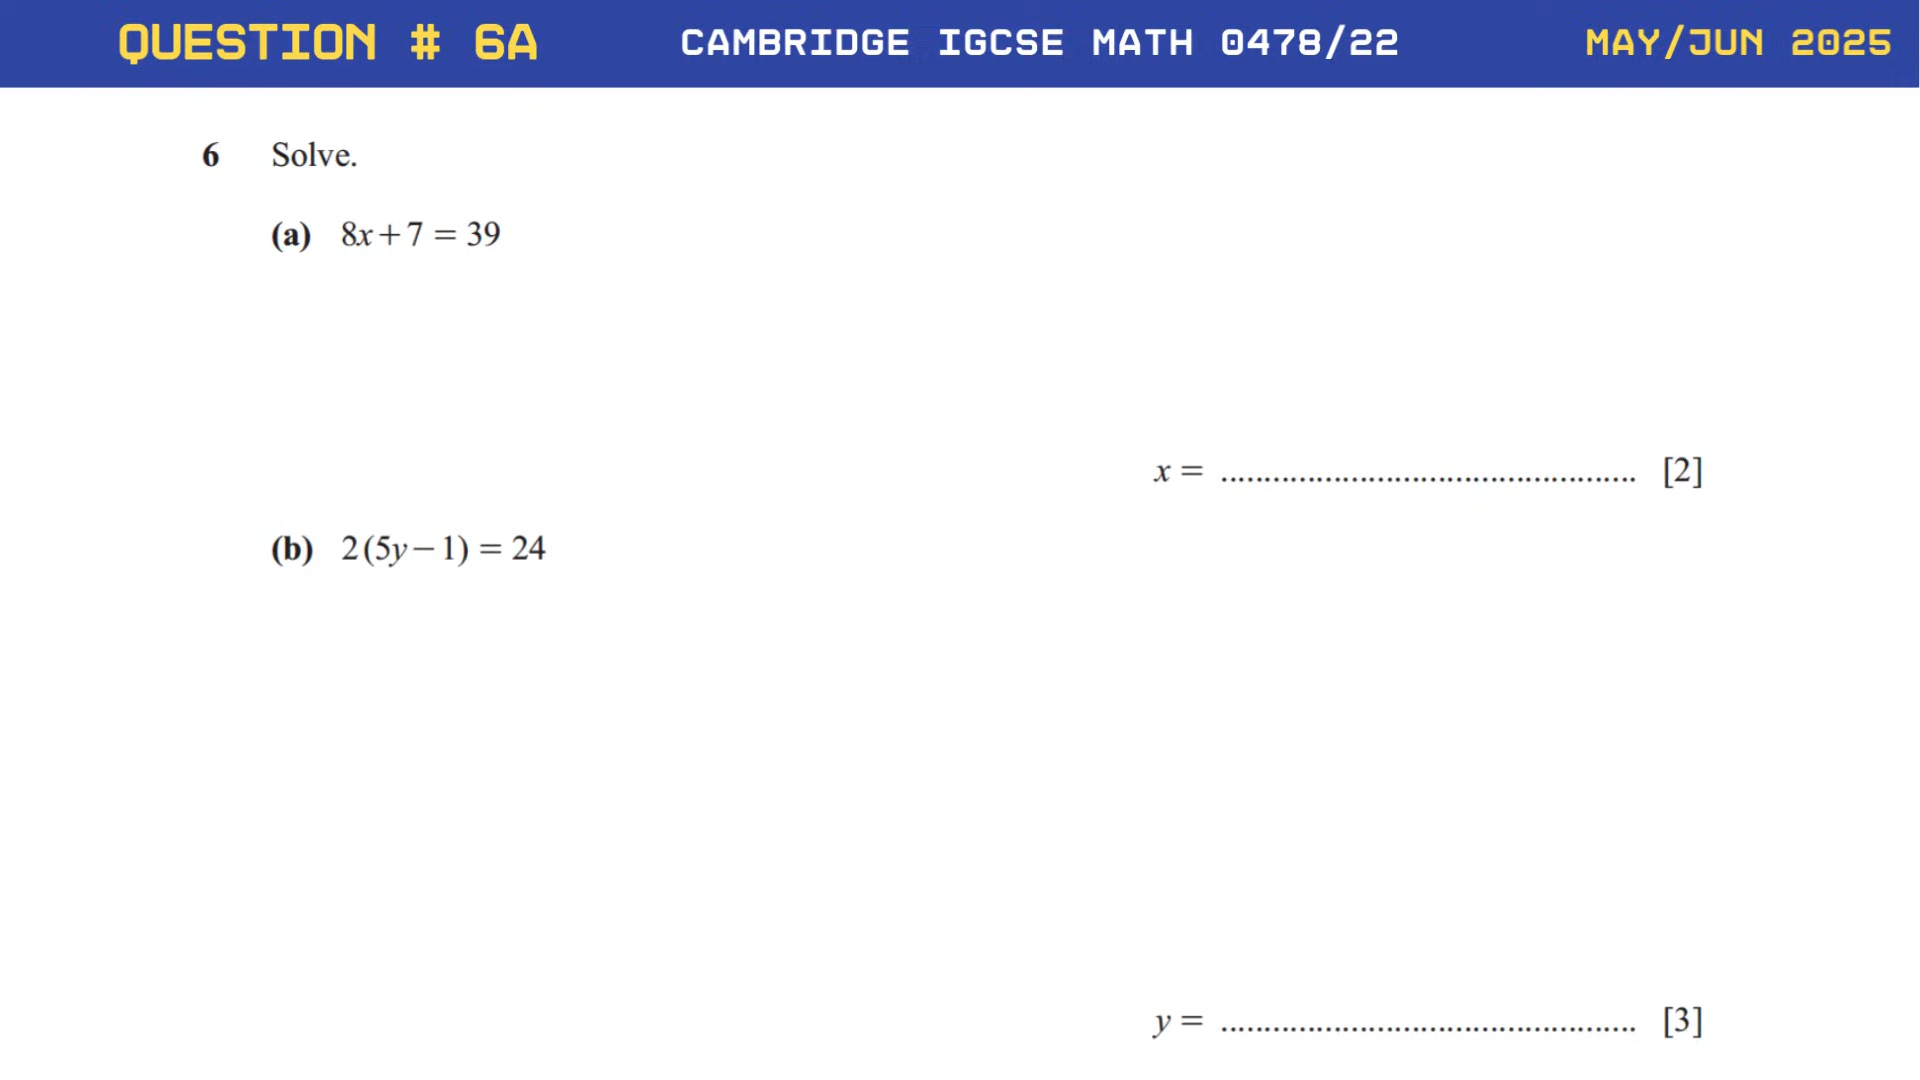 QUESTION # 6A CAMBRIDGE IGCSE MATH 0478/22 MAY/JUN 2025
6 Solve.
(a) 8x + 7 = 39
x = ................................................ [2]
(b) 2(5y − 1) = 24
y = ................................................ [3]